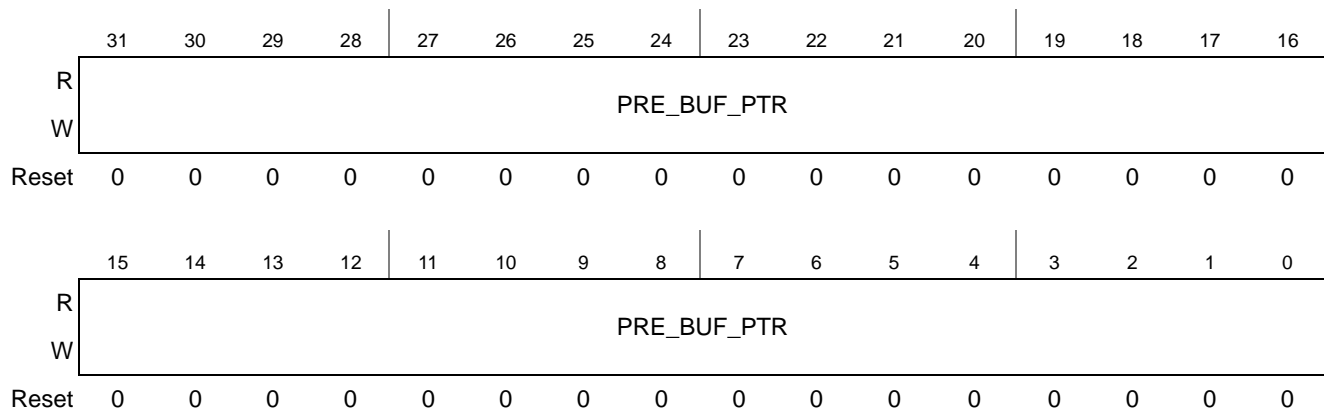 31 30 29 28 27 26 25 24 23 22 21 20 19 18 17 16
R
PRE_BUF_PTR
W
Reset 0 0 0 0 0 0 0 0 0 0 0 0 0 0 0 0
15 14 13 12 11 10 9 8 7 6 5 4 3 2 1 0
R
PRE_BUF_PTR
W
Reset 0 0 0 0 0 0 0 0 0 0 0 0 0 0 0 0